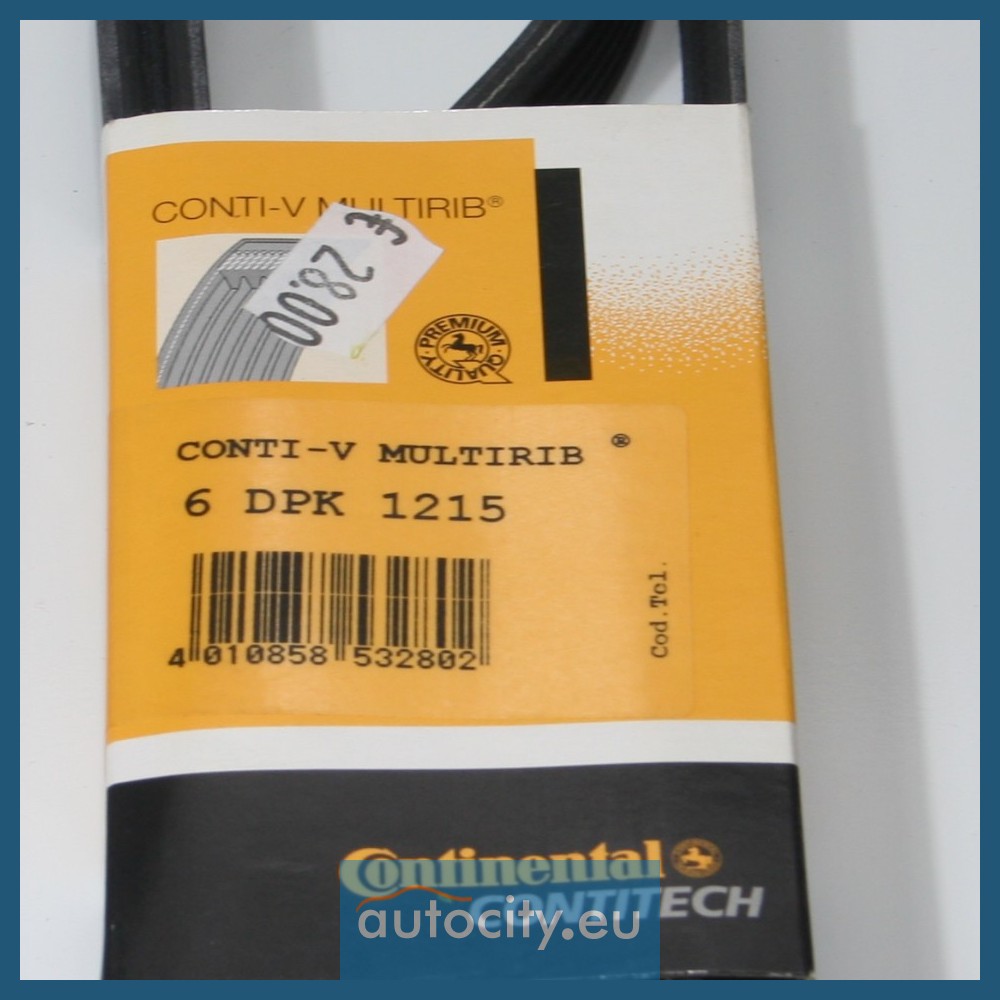 CONTI-V MULTIRIB®
€ 28.00
PREMIUM QUALITY
CONTI-V MULTIRIB ®
6 DPK 1215
4 010858 532802
Cod.Tcl.
Continental
CONTITECH
autocity.eu